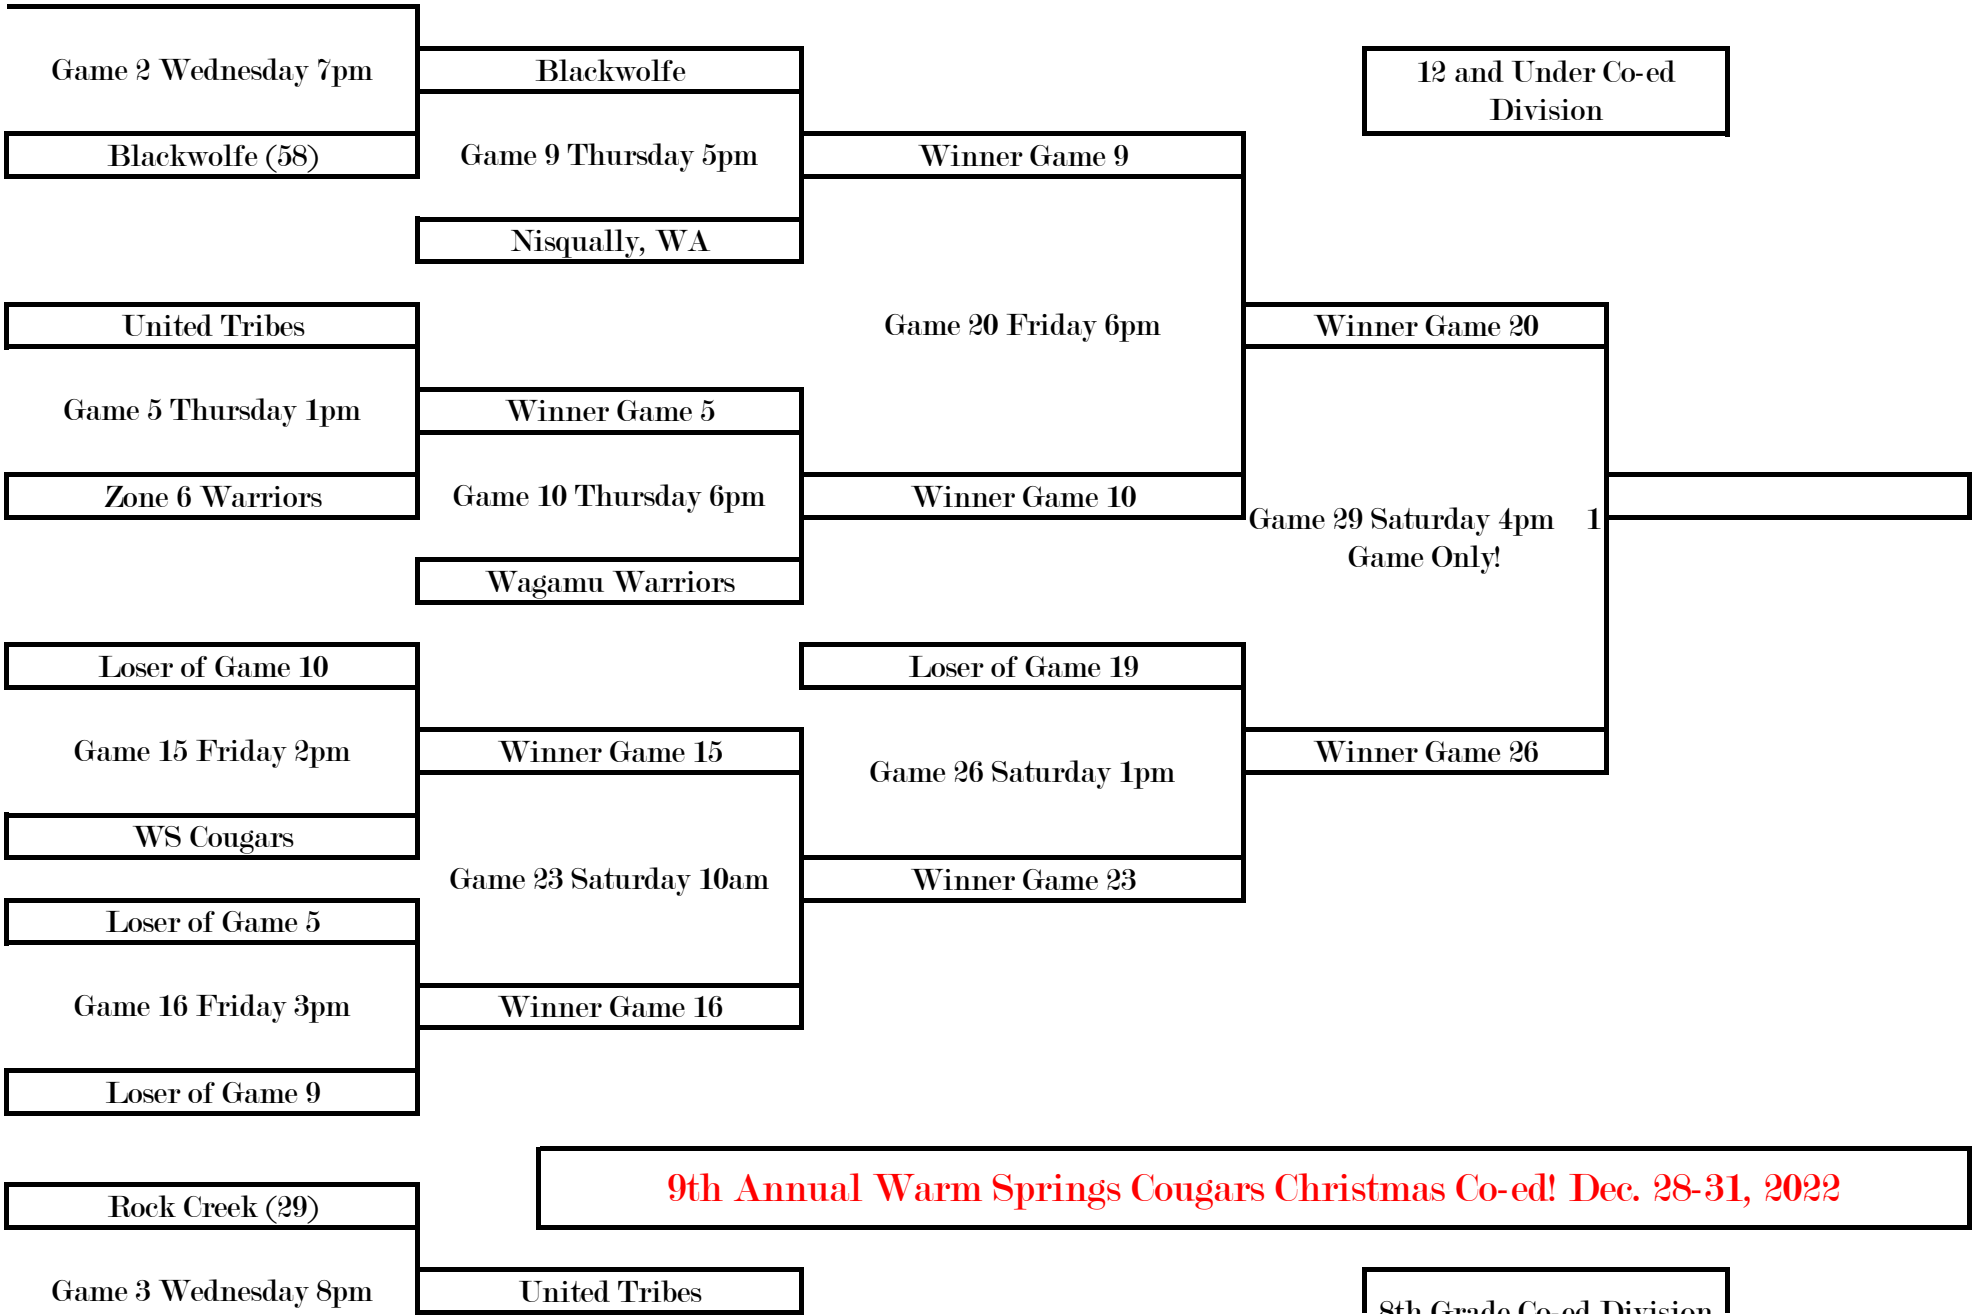 Game 2 Wednesday 7pm
Blackwolfe
12 and Under Co-ed
Division
Blackwolfe (58)
Game 9 Thursday 5pm
Winner Game 9
Nisqually, WA
United Tribes
Game 20 Friday 6pm
Winner Game 20
Game 5 Thursday 1pm
Winner Game 5
Zone 6 Warriors
Game 10 Thursday 6pm
Winner Game 10
Game 29 Saturday 4pm 1
Game Only!
Wagamu Warriors
Loser of Game 10
Loser of Game 19
Game 15 Friday 2pm
Winner Game 15
Game 26 Saturday 1pm
Winner Game 26
WS Cougars
Game 23 Saturday 10am
Winner Game 23
Loser of Game 5
Game 16 Friday 3pm
Winner Game 16
Loser of Game 9
9th Annual Warm Springs Cougars Christmas Co-ed! Dec. 28-31, 2022
Rock Creek (29)
Game 3 Wednesday 8pm
United Tribes
8th Grade Co-ed Division